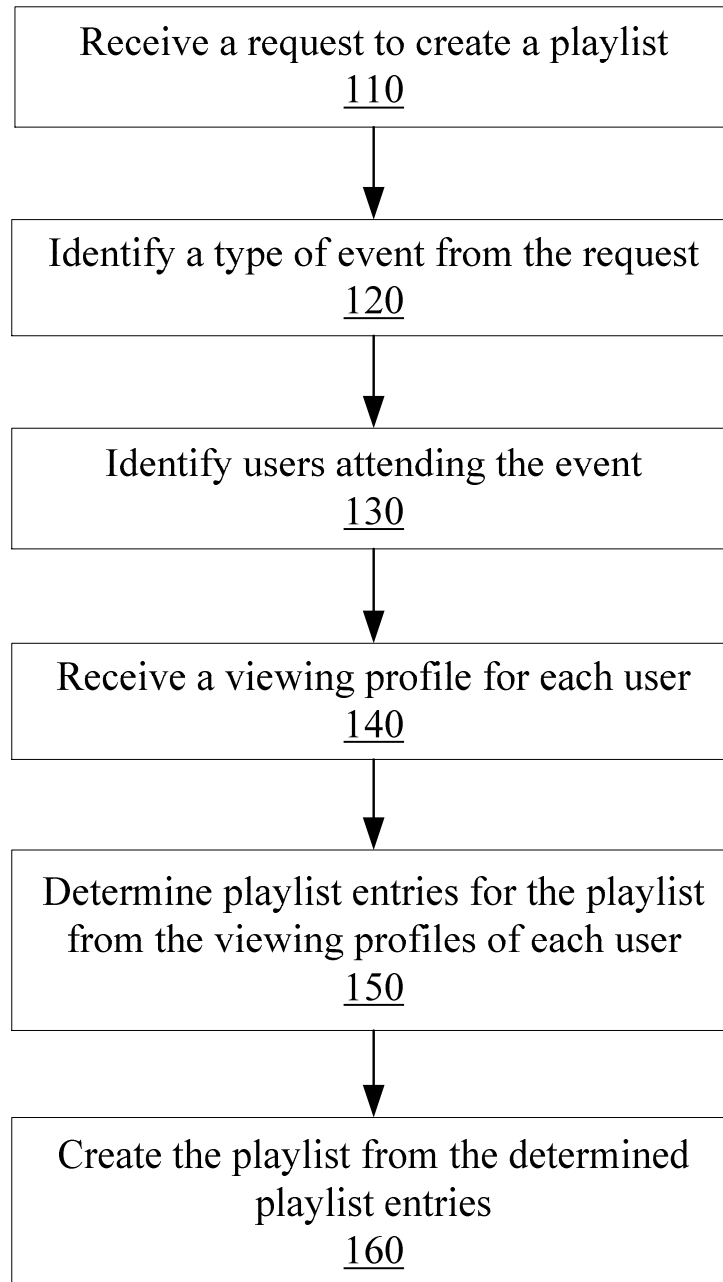 Receive a request to create a playlist
110
Identify a type of event from the request
120
Identify users attending the event
130
Receive a viewing profile for each user
140
Determine playlist entries for the playlist
from the viewing profiles of each user
150
Create the playlist from the determined
playlist entries
160